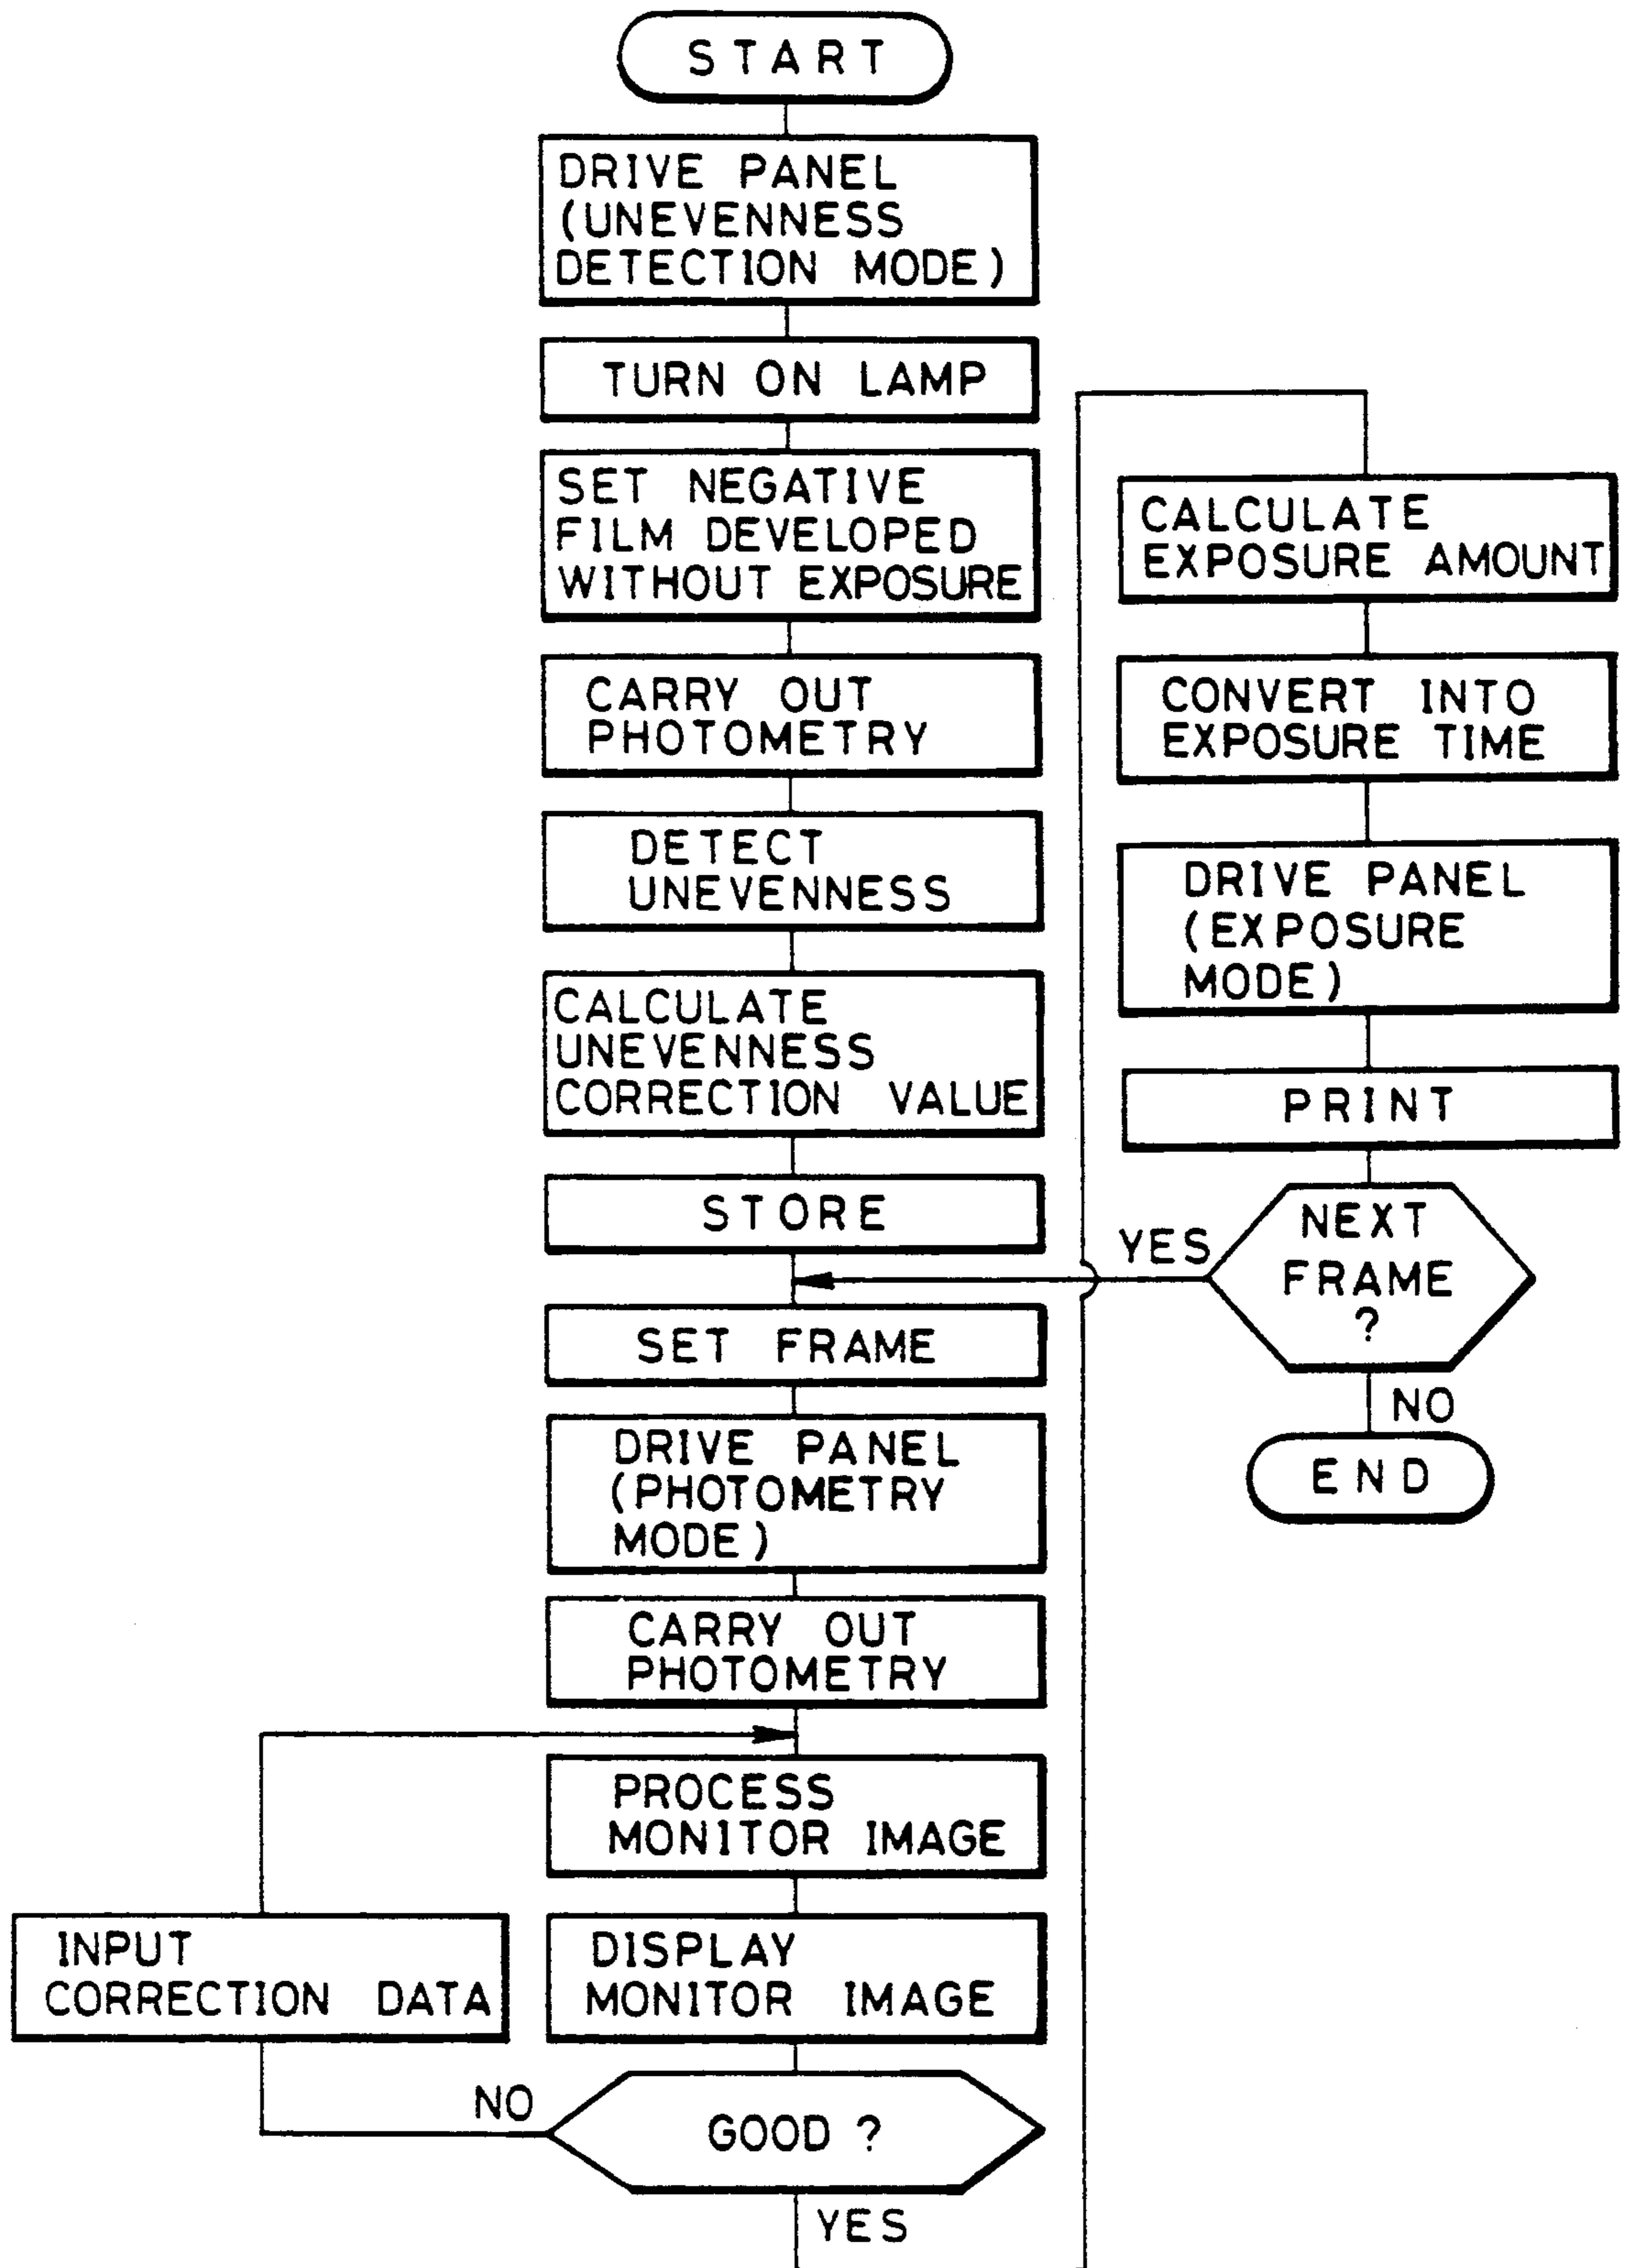 START
DRIVE PANEL
(UNEVENNESS
DETECTION MODE)
TURN ON LAMP
SET NEGATIVE
FILM DEVELOPED
WITHOUT EXPOSURE
CARRY OUT
PHOTOMETRY
DETECT
UNEVENNESS
CALCULATE
UNEVENNESS
CORRECTION VALUE
STORE
SET FRAME
DRIVE PANEL
(PHOTOMETRY
MODE)
CARRY OUT
PHOTOMETRY
PROCESS
MONITOR IMAGE
DISPLAY
MONITOR IMAGE
INPUT
CORRECTION DATA
NO
GOOD ?
YES
CALCULATE
EXPOSURE AMOUNT
CONVERT INTO
EXPOSURE TIME
DRIVE PANEL
(EXPOSURE
MODE)
PRINT
YES
NEXT
FRAME
?
NO
END